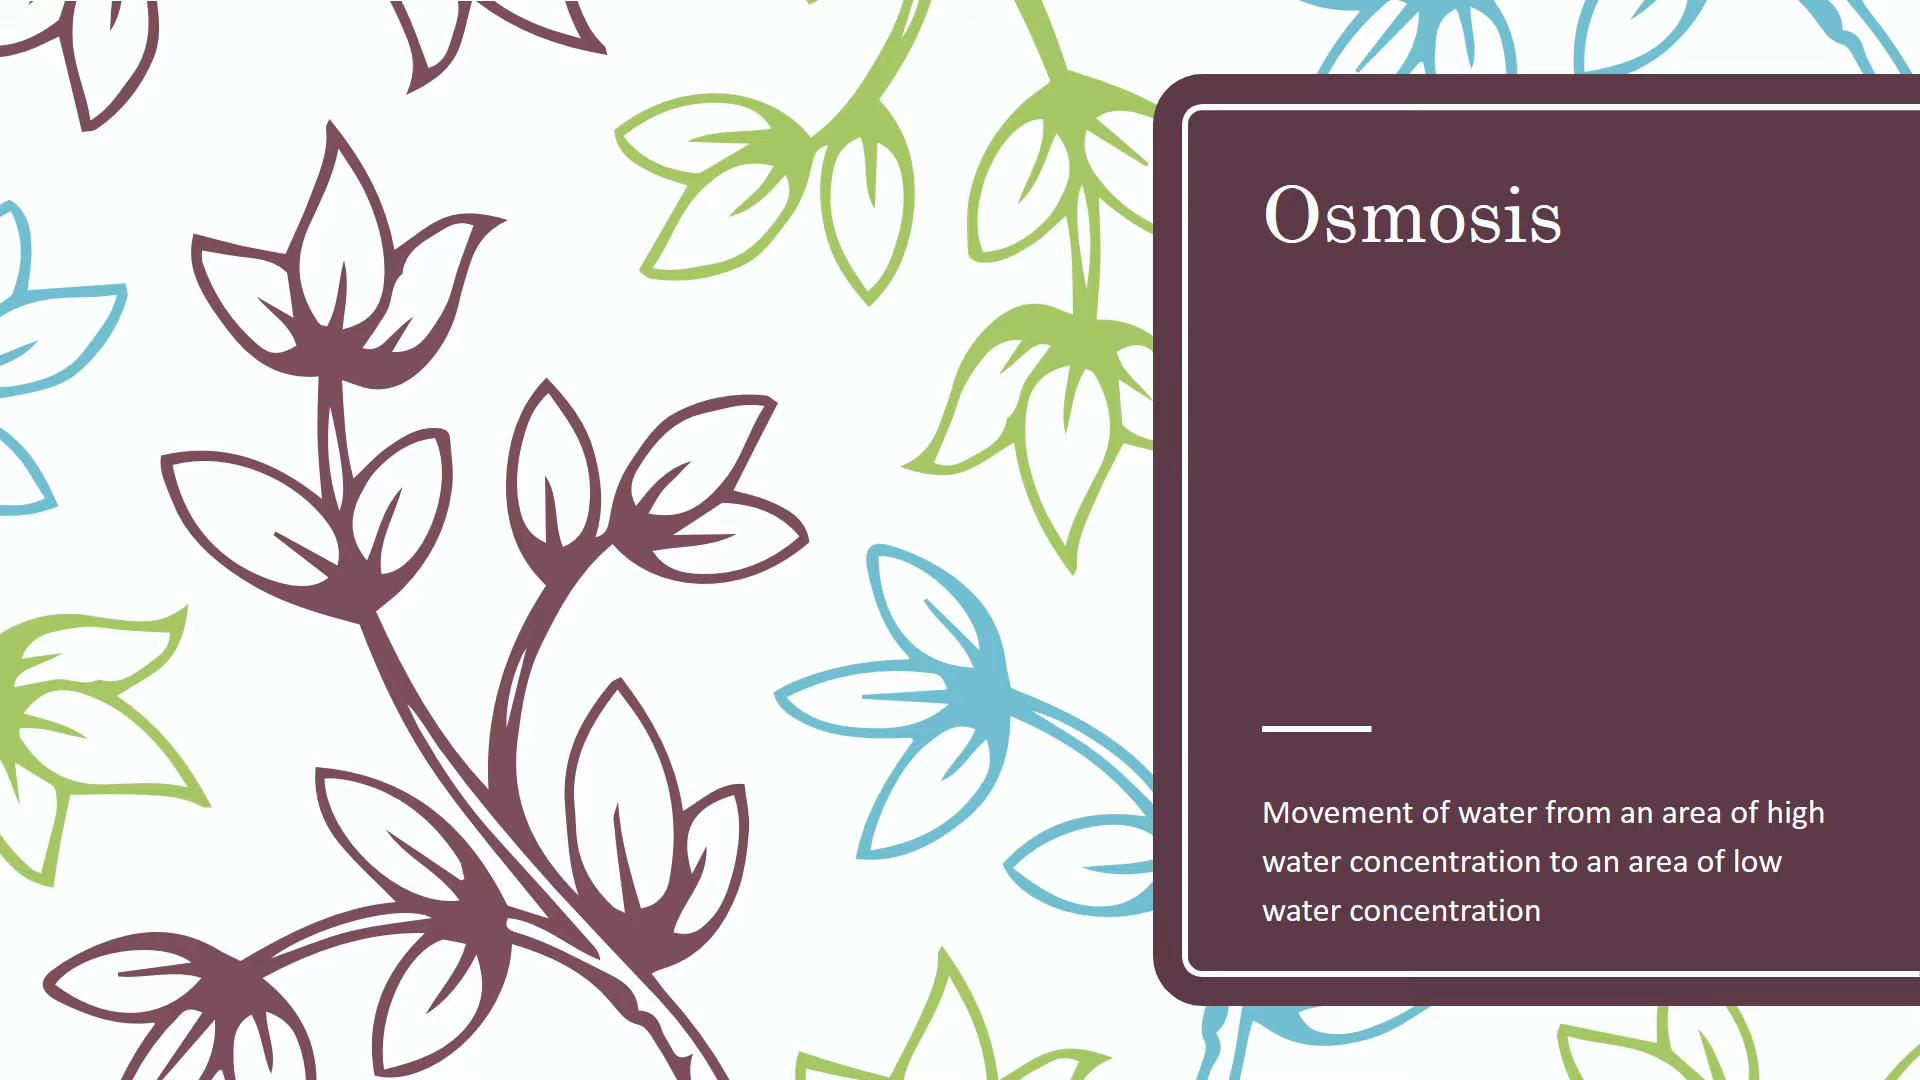 Osmosis
Movement of water from an area of high
water concentration to an area of low
water concentration